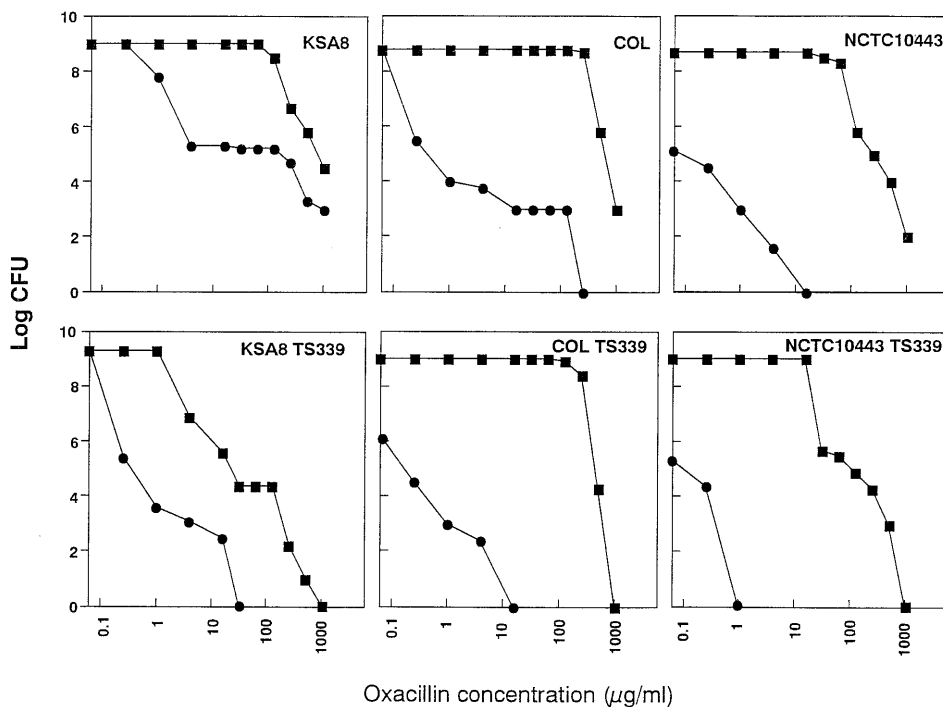 10
8
6
4
2
0
KSA8
COL
NCTC10443
Log CFU
10
8
6
4
2
0
KSA8 TS339
COL TS339
NCTC10443 TS339
0.1 1 10 100 1000
0.1 1 10 100 1000
0.1 1 10 100 1000
Oxacillin concentration (µg/ml)